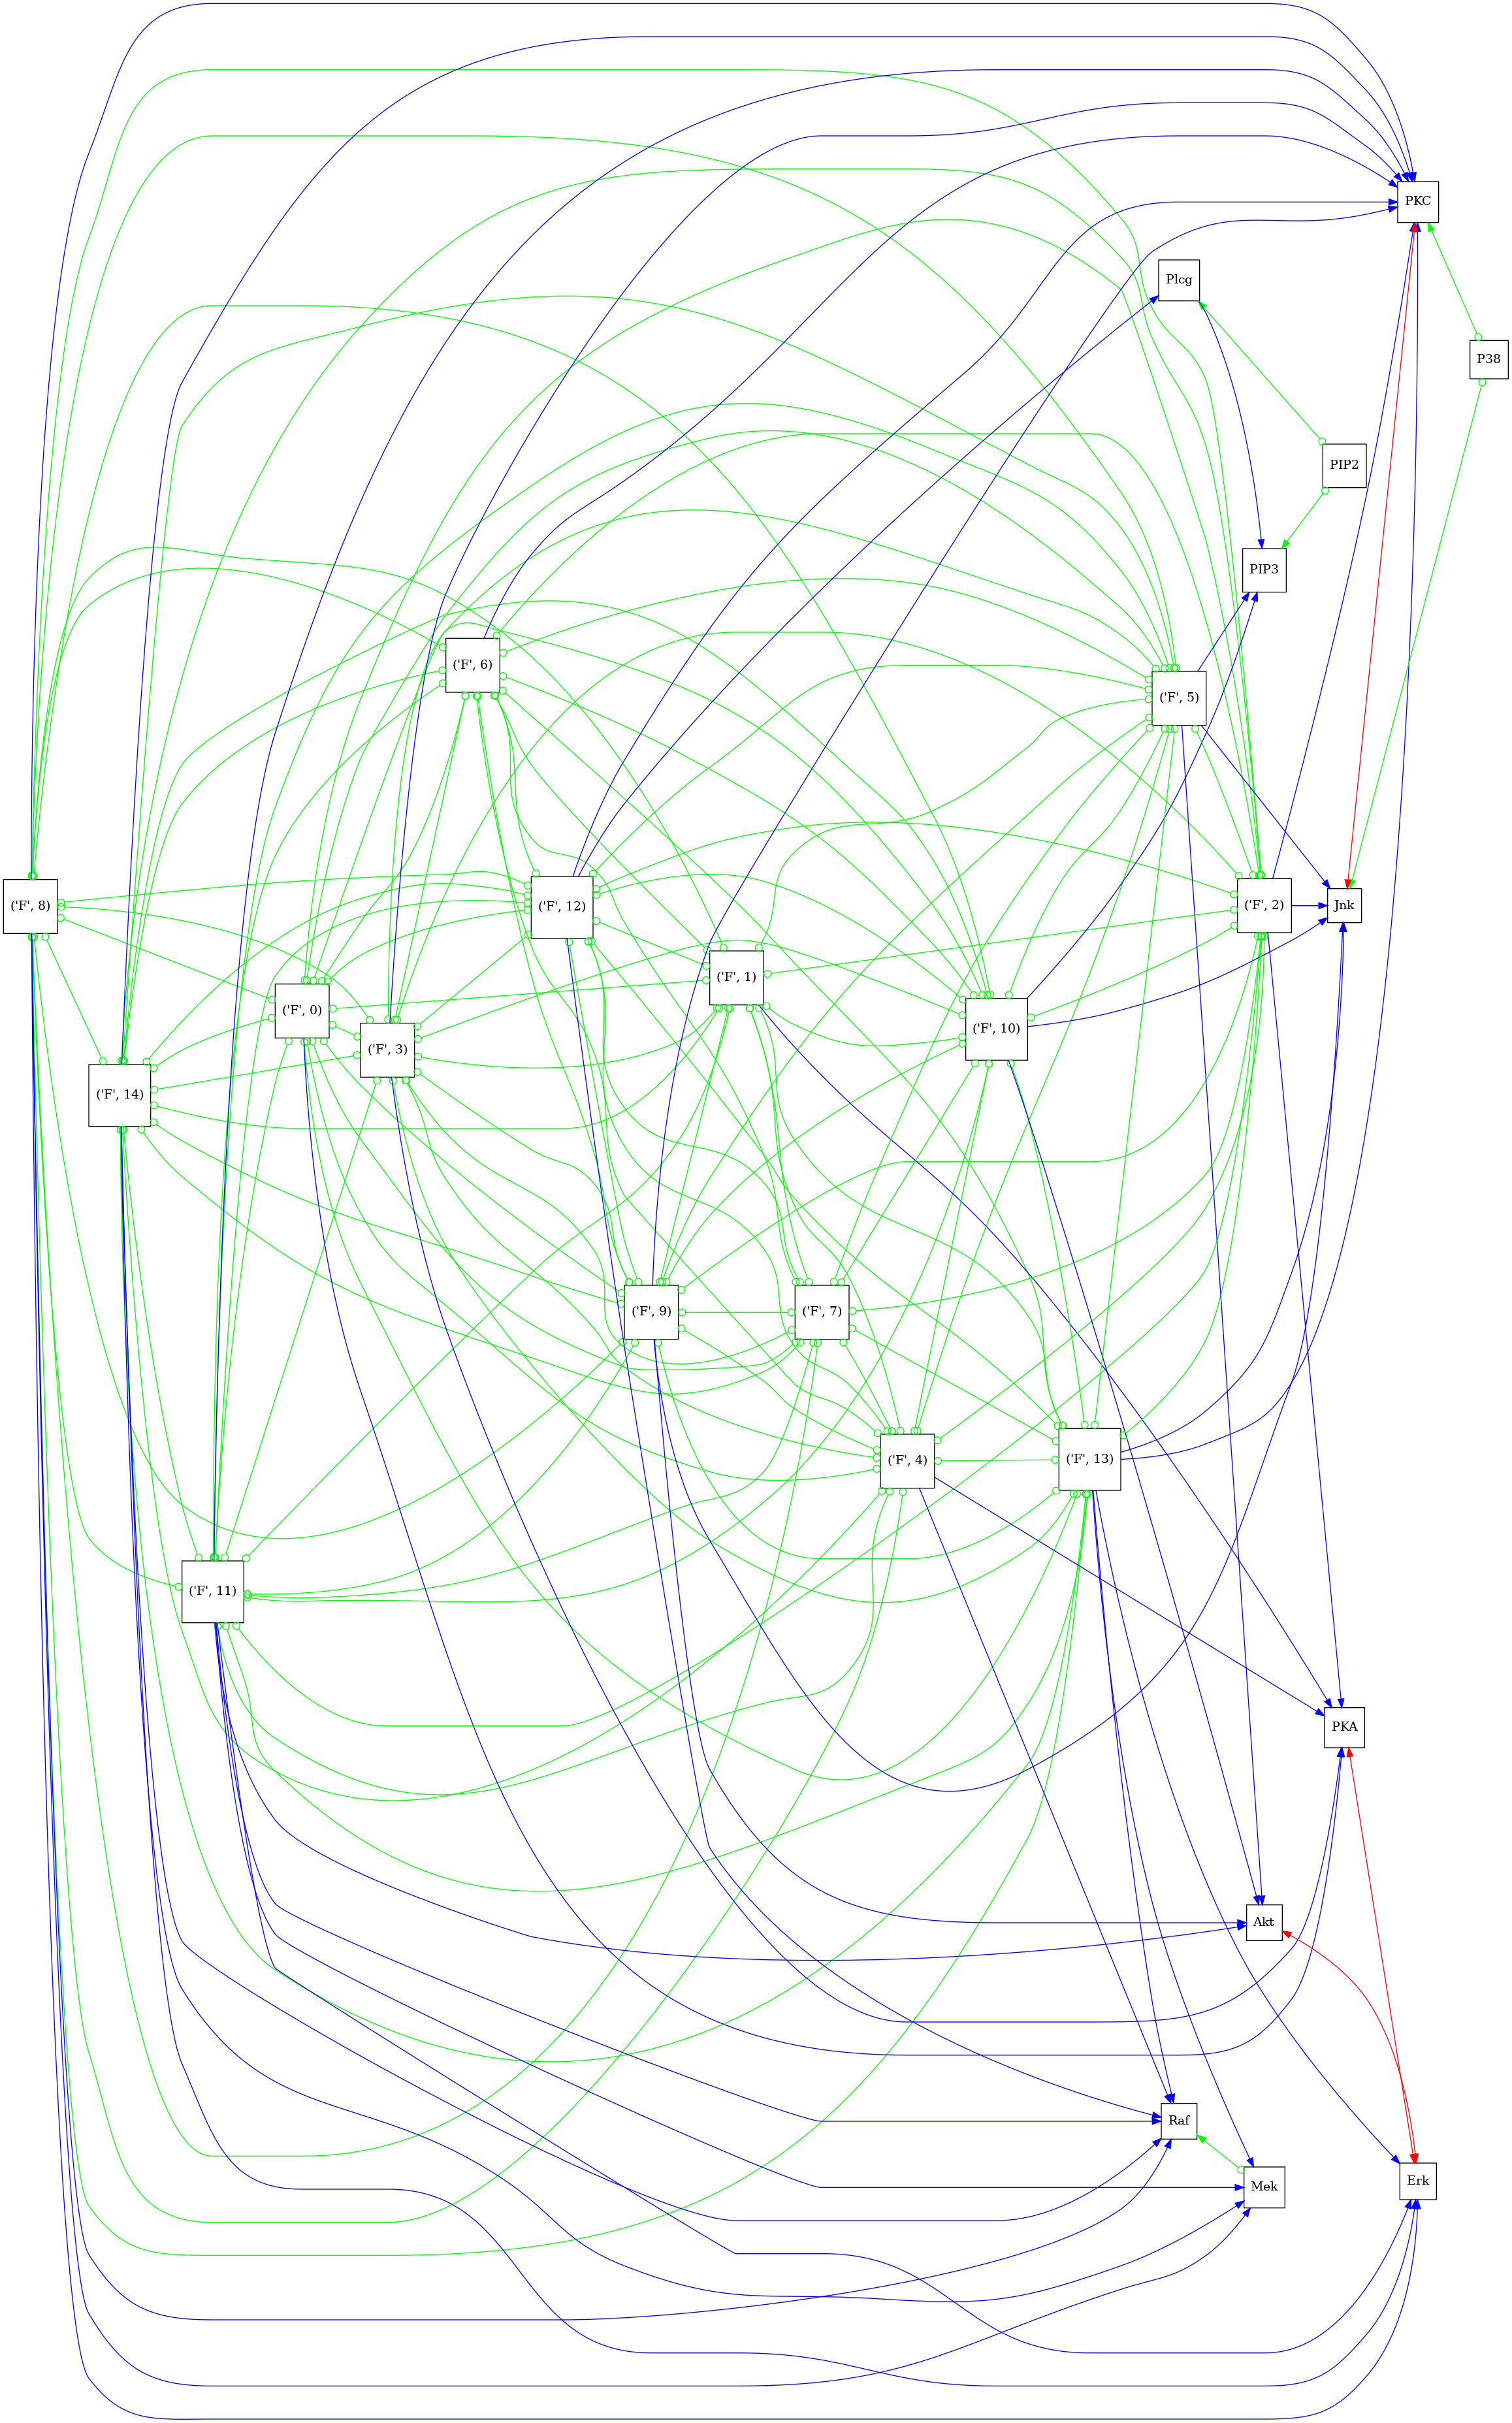 PKC
Plcg
P38
PIP2
PIP3
('F', 6)
('F', 5)
('F', 8)
('F', 12)
('F', 2)
Jnk
('F', 1)
('F', 0)
('F', 10)
('F', 3)
('F', 14)
('F', 9)
('F', 7)
('F', 4)
('F', 13)
('F', 11)
PKA
Akt
Raf
Erk
Mek